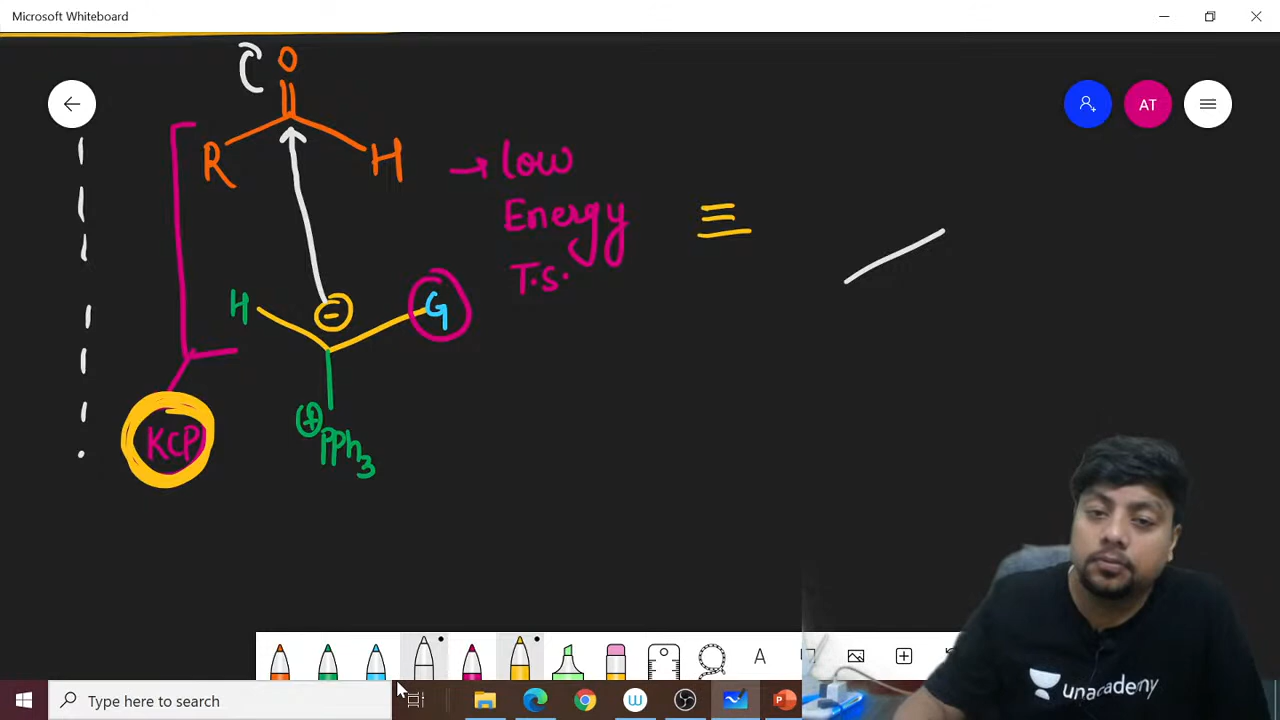 Microsoft Whiteboard
O
R
H
→ low
Energy
T.S.
≡
AT
H
⊖
G
KCP
⊕
PPh3
A
unacademy
Type here to search